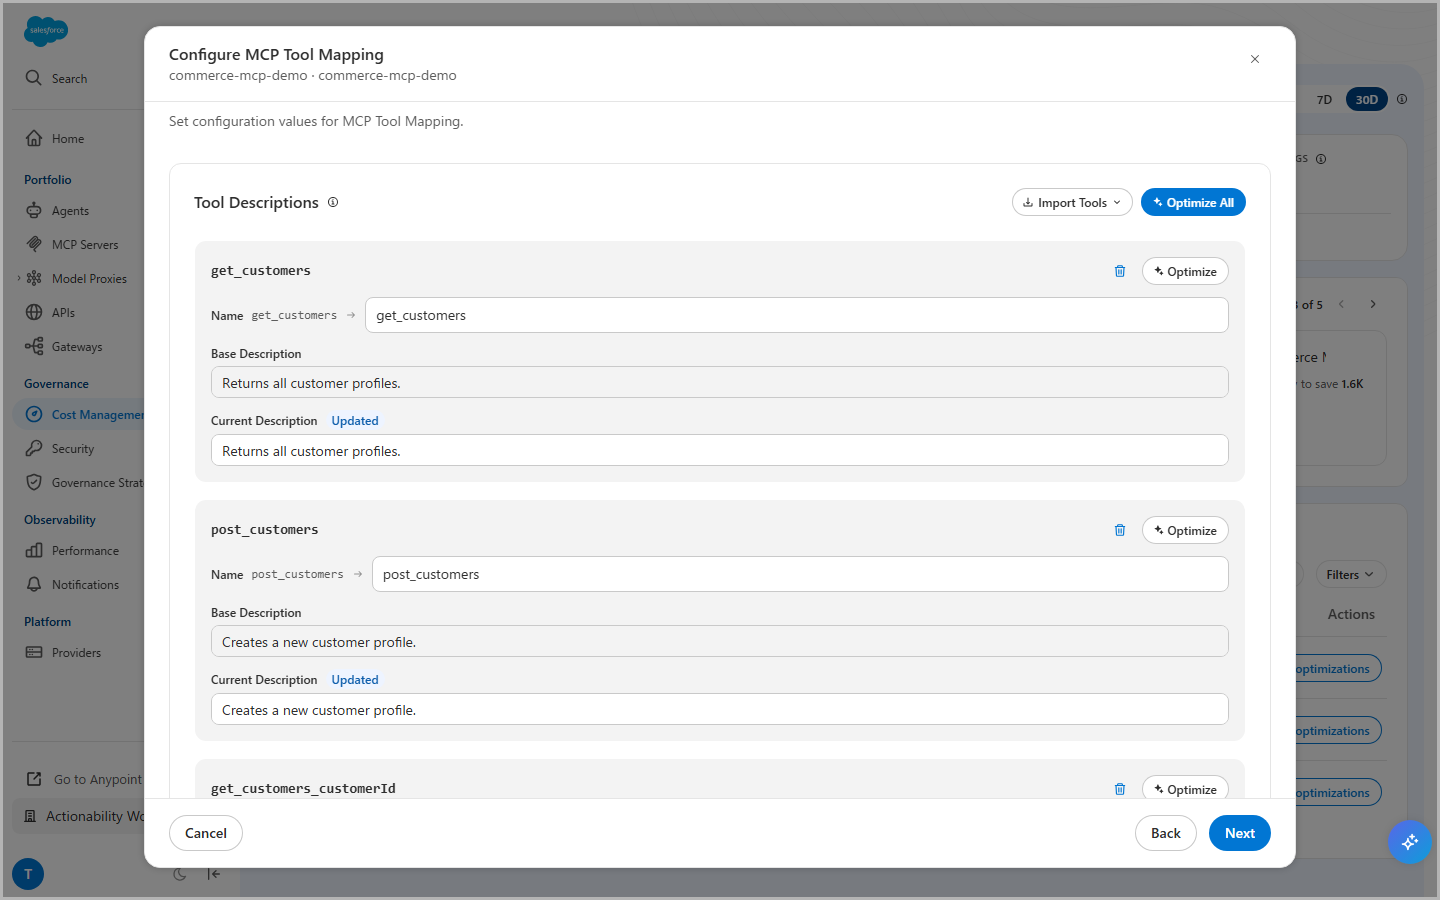 salesforce
Search
Home
Portfolio
Agents
MCP Servers
Model Proxies
APIs
Gateways
Governance
Cost Managemen
Security
Governance Strat
Observability
Performance
Notifications
Platform
Providers
Go to Anypoint
Actionability Wo
T
Configure MCP Tool Mapping
commerce-mcp-demo · commerce-mcp-demo
Set configuration values for MCP Tool Mapping.
Tool Descriptions
Import Tools
Optimize All
get_customers
Optimize
Name get_customers → get_customers
Base Description
Returns all customer profiles.
Current Description Updated
Returns all customer profiles.
post_customers
Optimize
Name post_customers → post_customers
Base Description
Creates a new customer profile.
Current Description Updated
Creates a new customer profile.
get_customers_customerId
Optimize
Cancel
Back
Next
7D
30D
GS
of 5
erce
to save 1.6K
Filters
Actions
optimizations
optimizations
optimizations